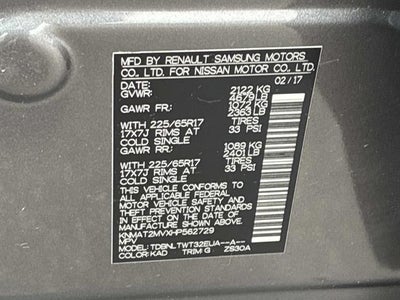 MFD BY RENAULT SAMSUNG MOTORS
CO., LTD. FOR NISSAN MOTOR CO., LTD.
DATE: 02/17
GVWR: 2122 KG
4679 LB
GAWR FR: 1072 KG
2363 LB
WITH 225/65R17 TIRES
17X7J RIMS AT 33 PSI
COLD SINGLE
GAWR RR: 1089 KG
2401 LB
WITH 225/65R17 TIRES
17X7J RIMS AT 33 PSI
COLD SINGLE
THIS VEHICLE CONFORMS TO ALL
APPLICABLE FEDERAL MOTOR
VEHICLE SAFETY AND
THEFT PREVENTION STANDARDS
IN EFFECT ON THE DATE OF
MANUFACTURE SHOWN ABOVE.
KNMAT2MVXHP562729
MPV
MODEL: TDBNLTWT32EUA--A--
COLOR:KAD TRIM:G ZS30A